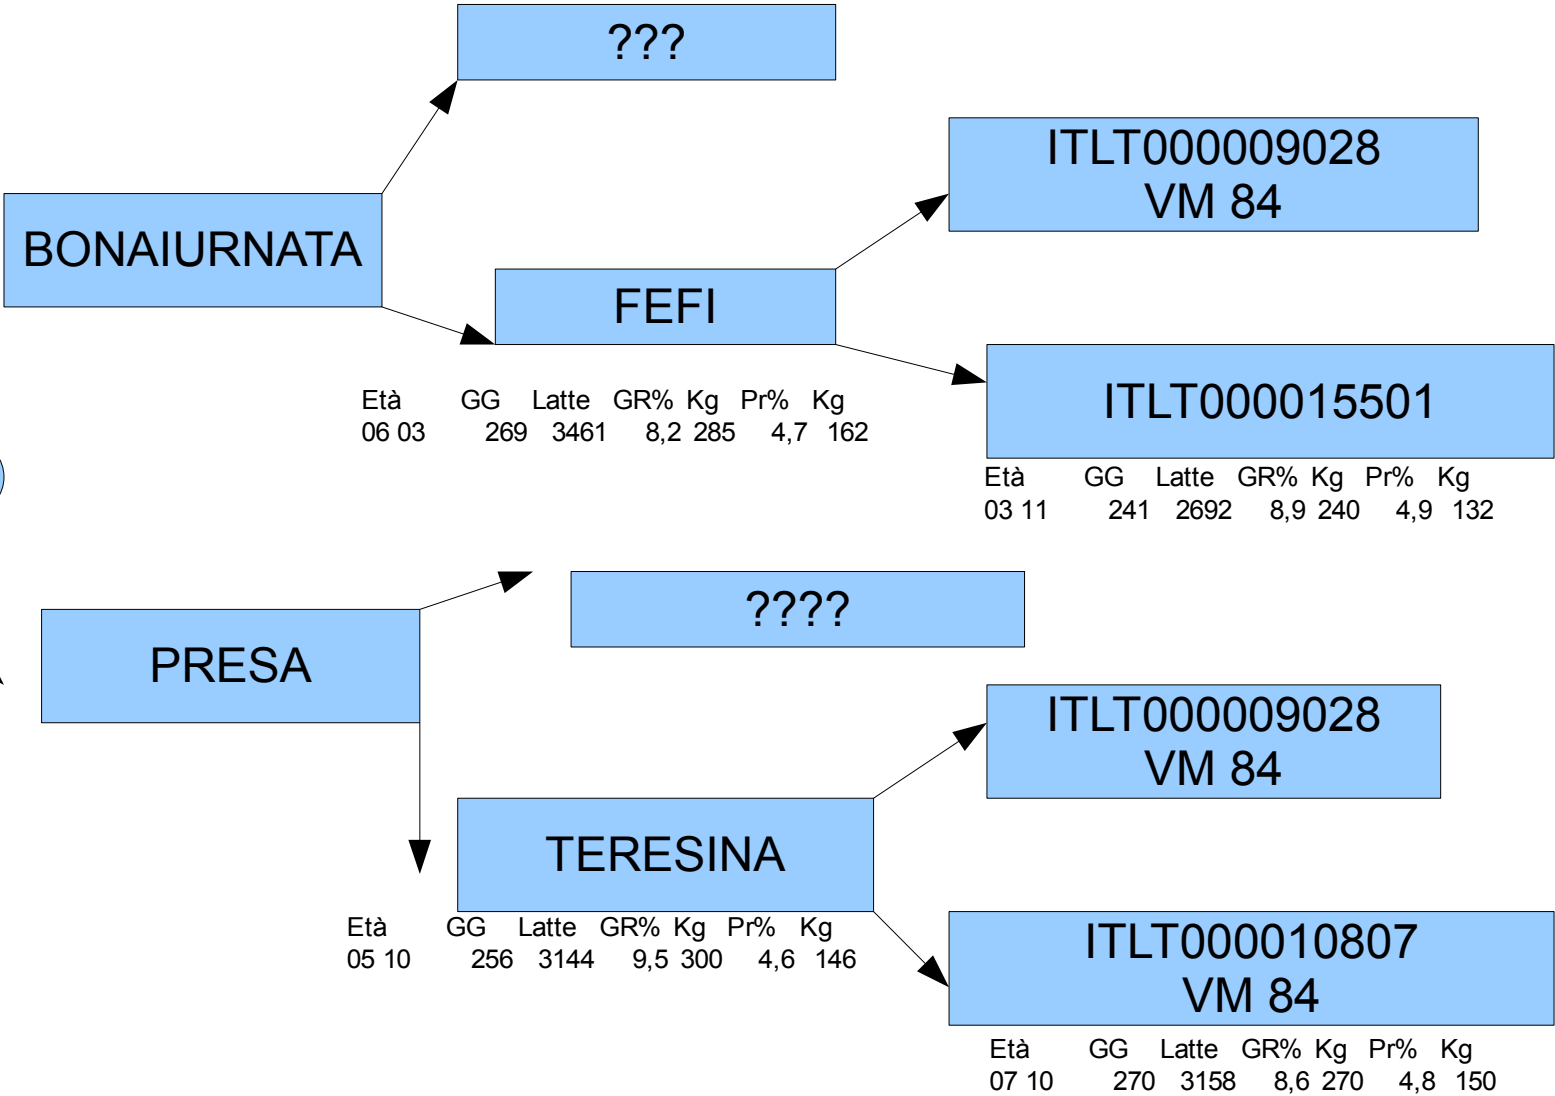 ???
ITLT000009028
VM 84
BONAIURNATA
FEFI
ITLT000015501
Età GG Latte GR% Kg Pr% Kg
06 03 269 3461 8,2 285 4,7 162
Età GG Latte GR% Kg Pr% Kg
03 11 241 2692 8,9 240 4,9 132
????
PRESA
ITLT000009028
VM 84
TERESINA
Età GG Latte GR% Kg Pr% Kg
05 10 256 3144 9,5 300 4,6 146
ITLT000010807
VM 84
Età GG Latte GR% Kg Pr% Kg
07 10 270 3158 8,6 270 4,8 150